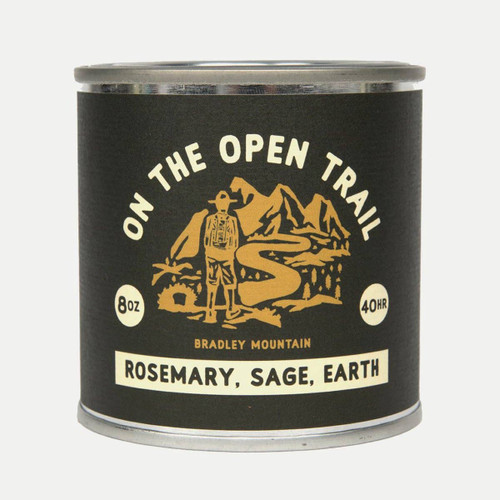 ON THE OPEN TRAIL
8OZ
40HR
BRADLEY MOUNTAIN
ROSEMARY, SAGE, EARTH